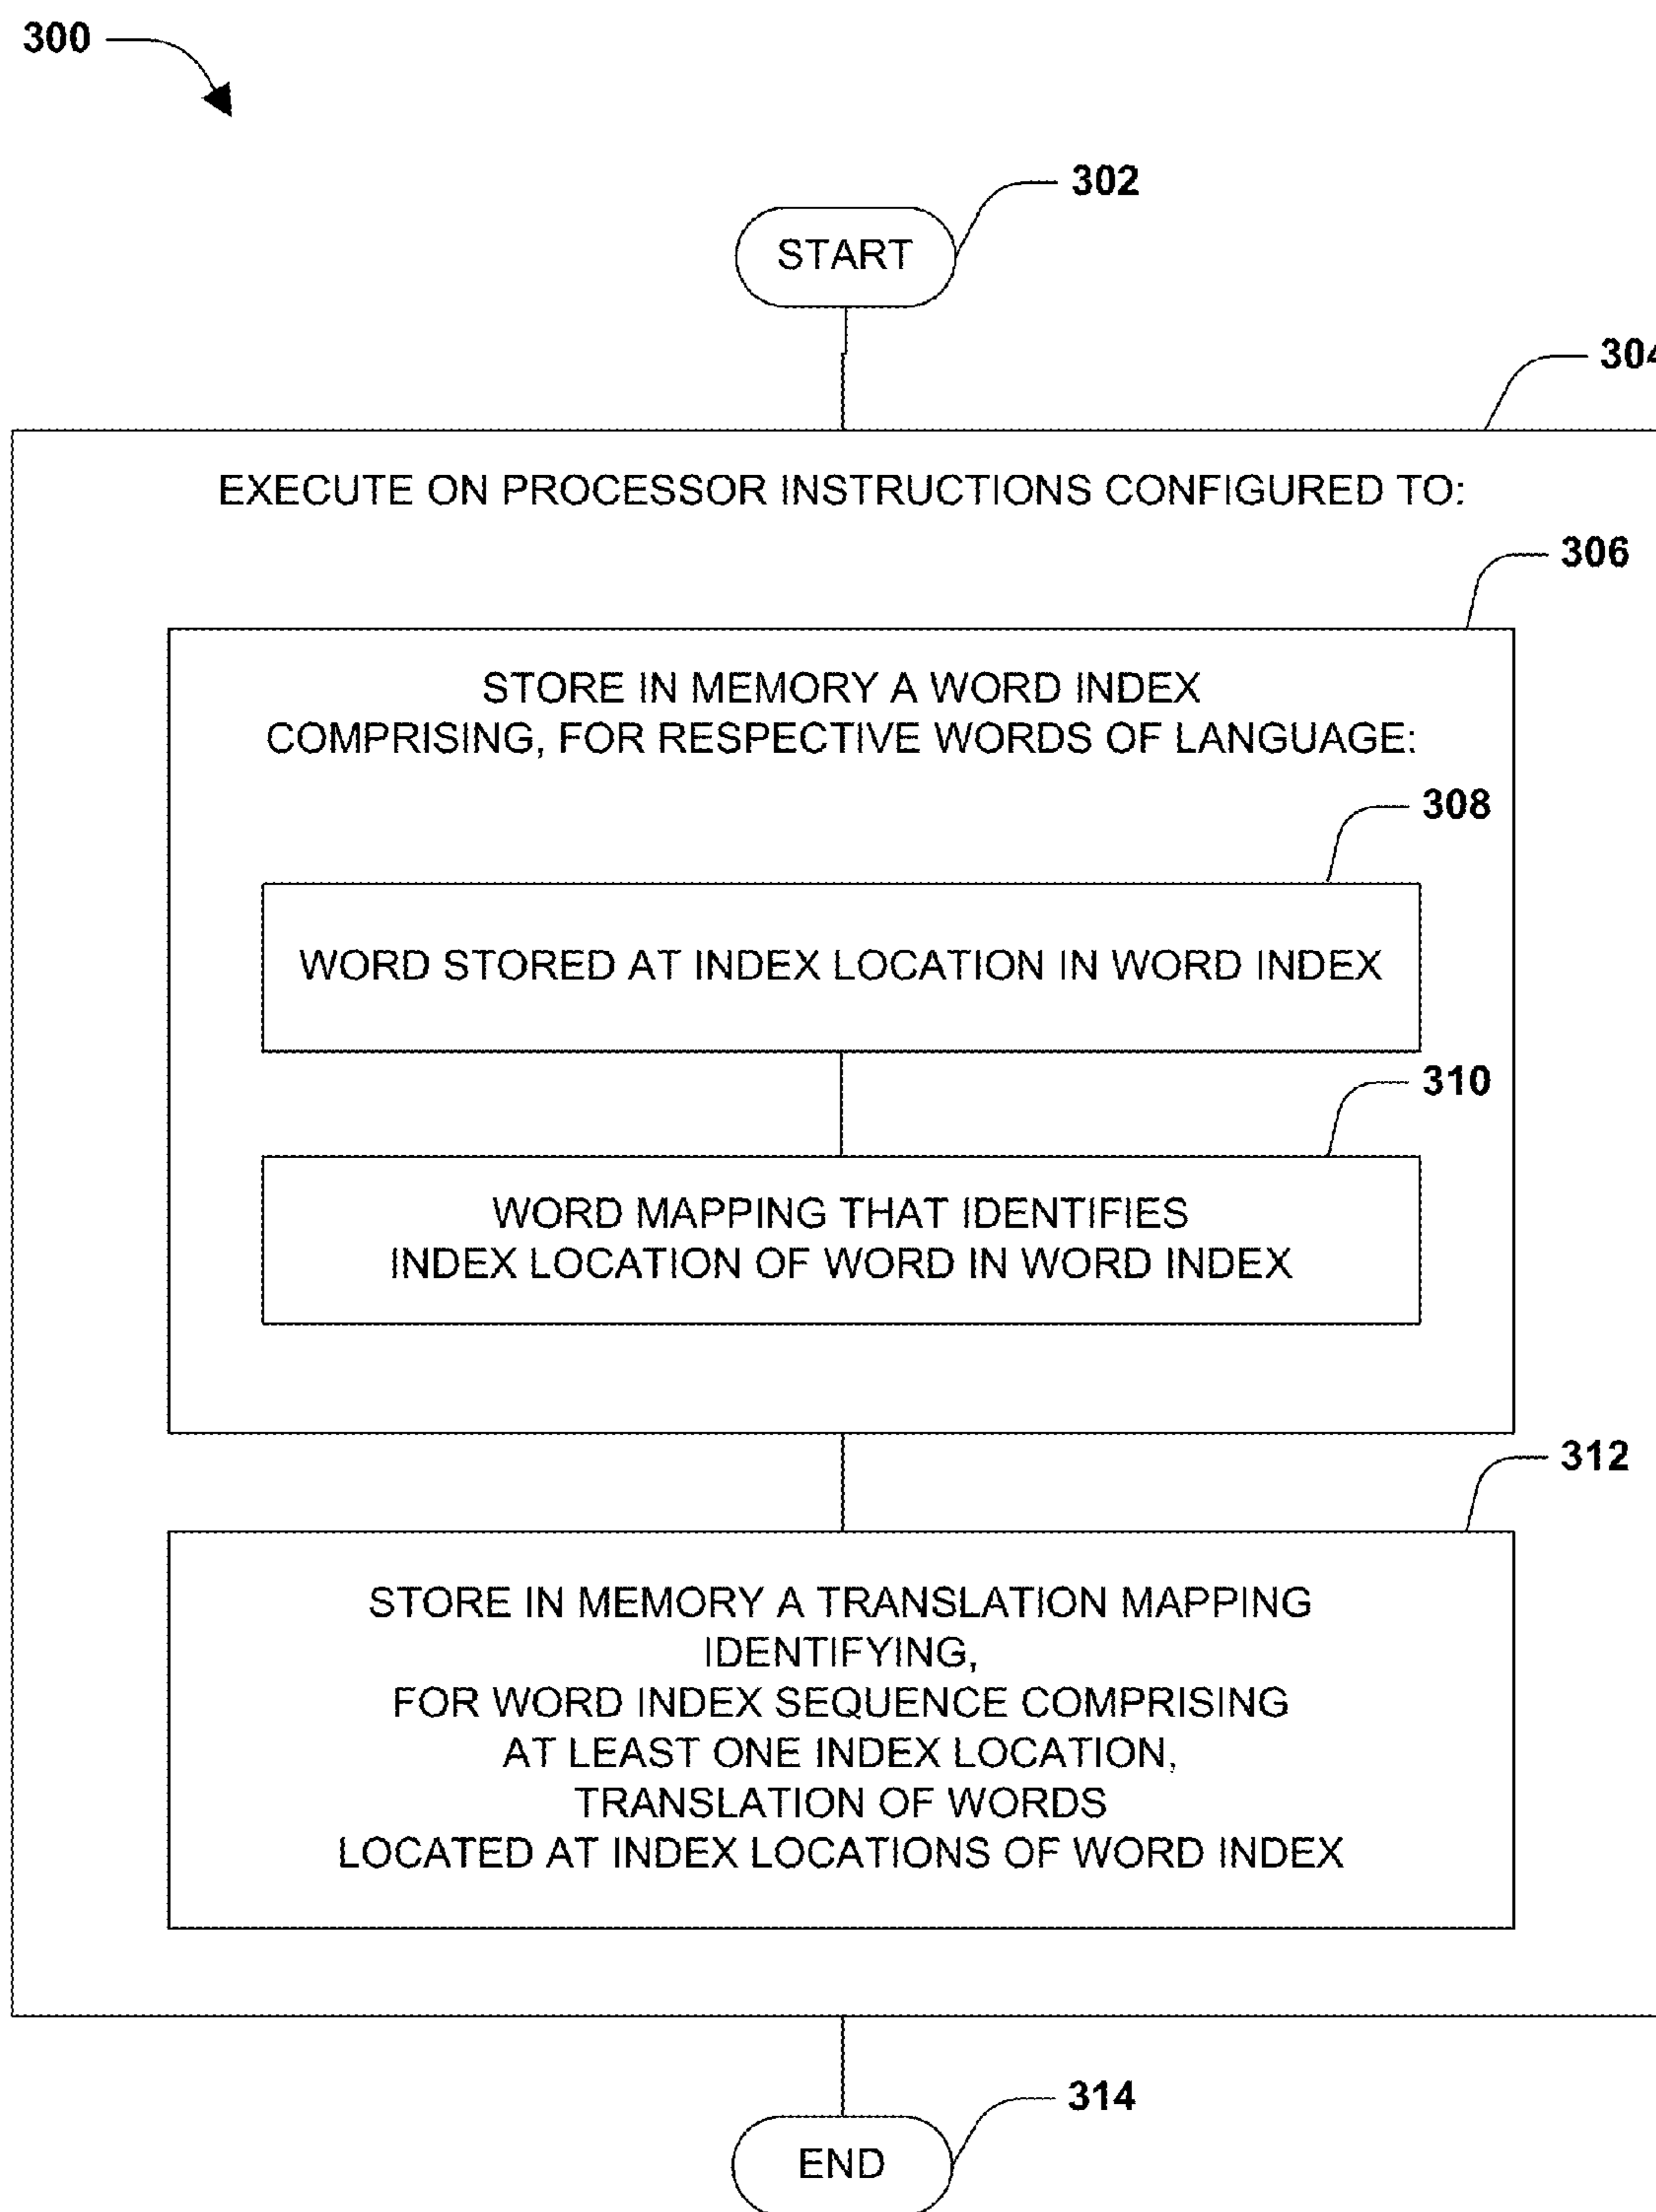 300
302
START
304
EXECUTE ON PROCESSOR INSTRUCTIONS CONFIGURED TO:
306
STORE IN MEMORY A WORD INDEX
COMPRISING, FOR RESPECTIVE WORDS OF LANGUAGE:
308
WORD STORED AT INDEX LOCATION IN WORD INDEX
310
WORD MAPPING THAT IDENTIFIES
INDEX LOCATION OF WORD IN WORD INDEX
312
STORE IN MEMORY A TRANSLATION MAPPING
IDENTIFYING,
FOR WORD INDEX SEQUENCE COMPRISING
AT LEAST ONE INDEX LOCATION,
TRANSLATION OF WORDS
LOCATED AT INDEX LOCATIONS OF WORD INDEX
314
END